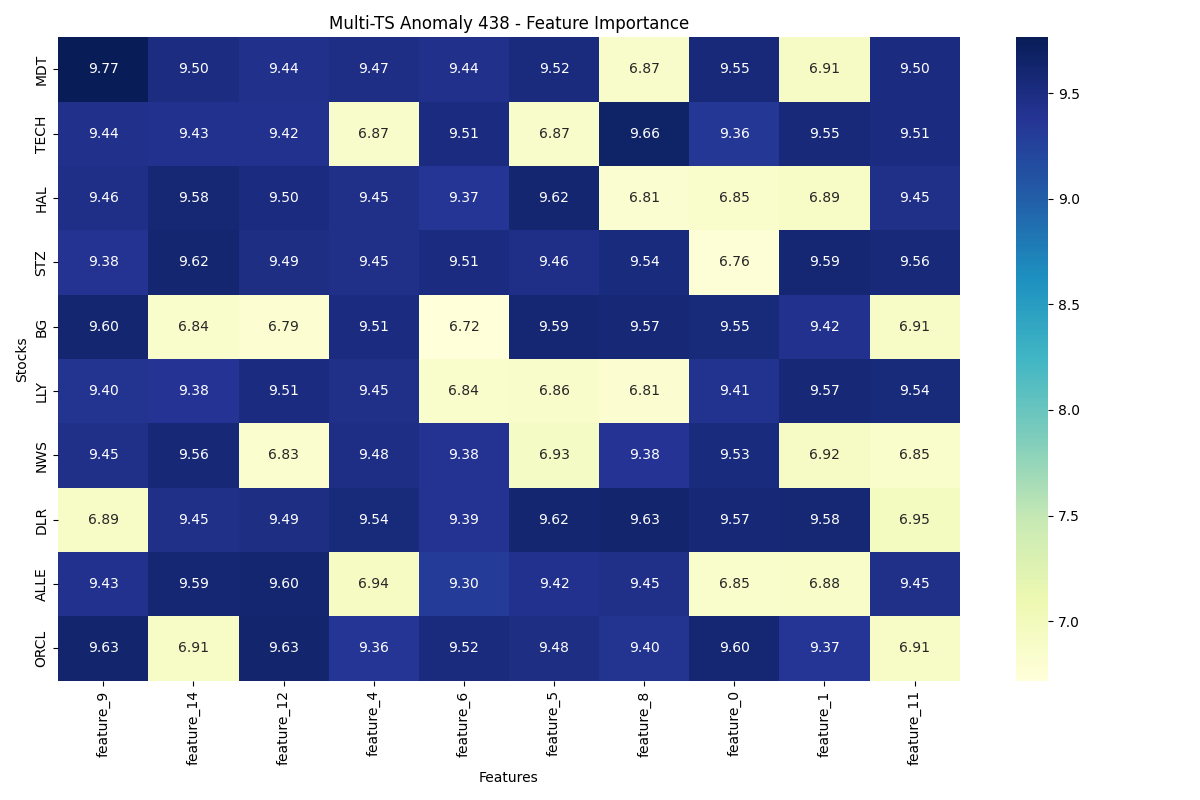 Multi-TS Anomaly 438 - Feature Importance
MDT 9.77 9.50 9.44 9.47 9.44 9.52 6.87 9.55 6.91 9.50
TECH 9.44 9.43 9.42 6.87 9.51 6.87 9.66 9.36 9.55 9.51
HAL 9.46 9.58 9.50 9.45 9.37 9.62 6.81 6.85 6.89 9.45
STZ 9.38 9.62 9.49 9.45 9.51 9.46 9.54 6.76 9.59 9.56
BG 9.60 6.84 6.79 9.51 6.72 9.59 9.57 9.55 9.42 6.91
LLY 9.40 9.38 9.51 9.45 6.84 6.86 6.81 9.41 9.57 9.54
NWS 9.45 9.56 6.83 9.48 9.38 6.93 9.38 9.53 6.92 6.85
DLR 6.89 9.45 9.49 9.54 9.39 9.62 9.63 9.57 9.58 6.95
ALLE 9.43 9.59 9.60 6.94 9.30 9.42 9.45 6.85 6.88 9.45
ORCL 9.63 6.91 9.63 9.36 9.52 9.48 9.40 9.60 9.37 6.91
Stocks
feature_9 feature_14 feature_12 feature_4 feature_6 feature_5 feature_8 feature_0 feature_1 feature_11
Features
9.5
9.0
8.5
8.0
7.5
7.0